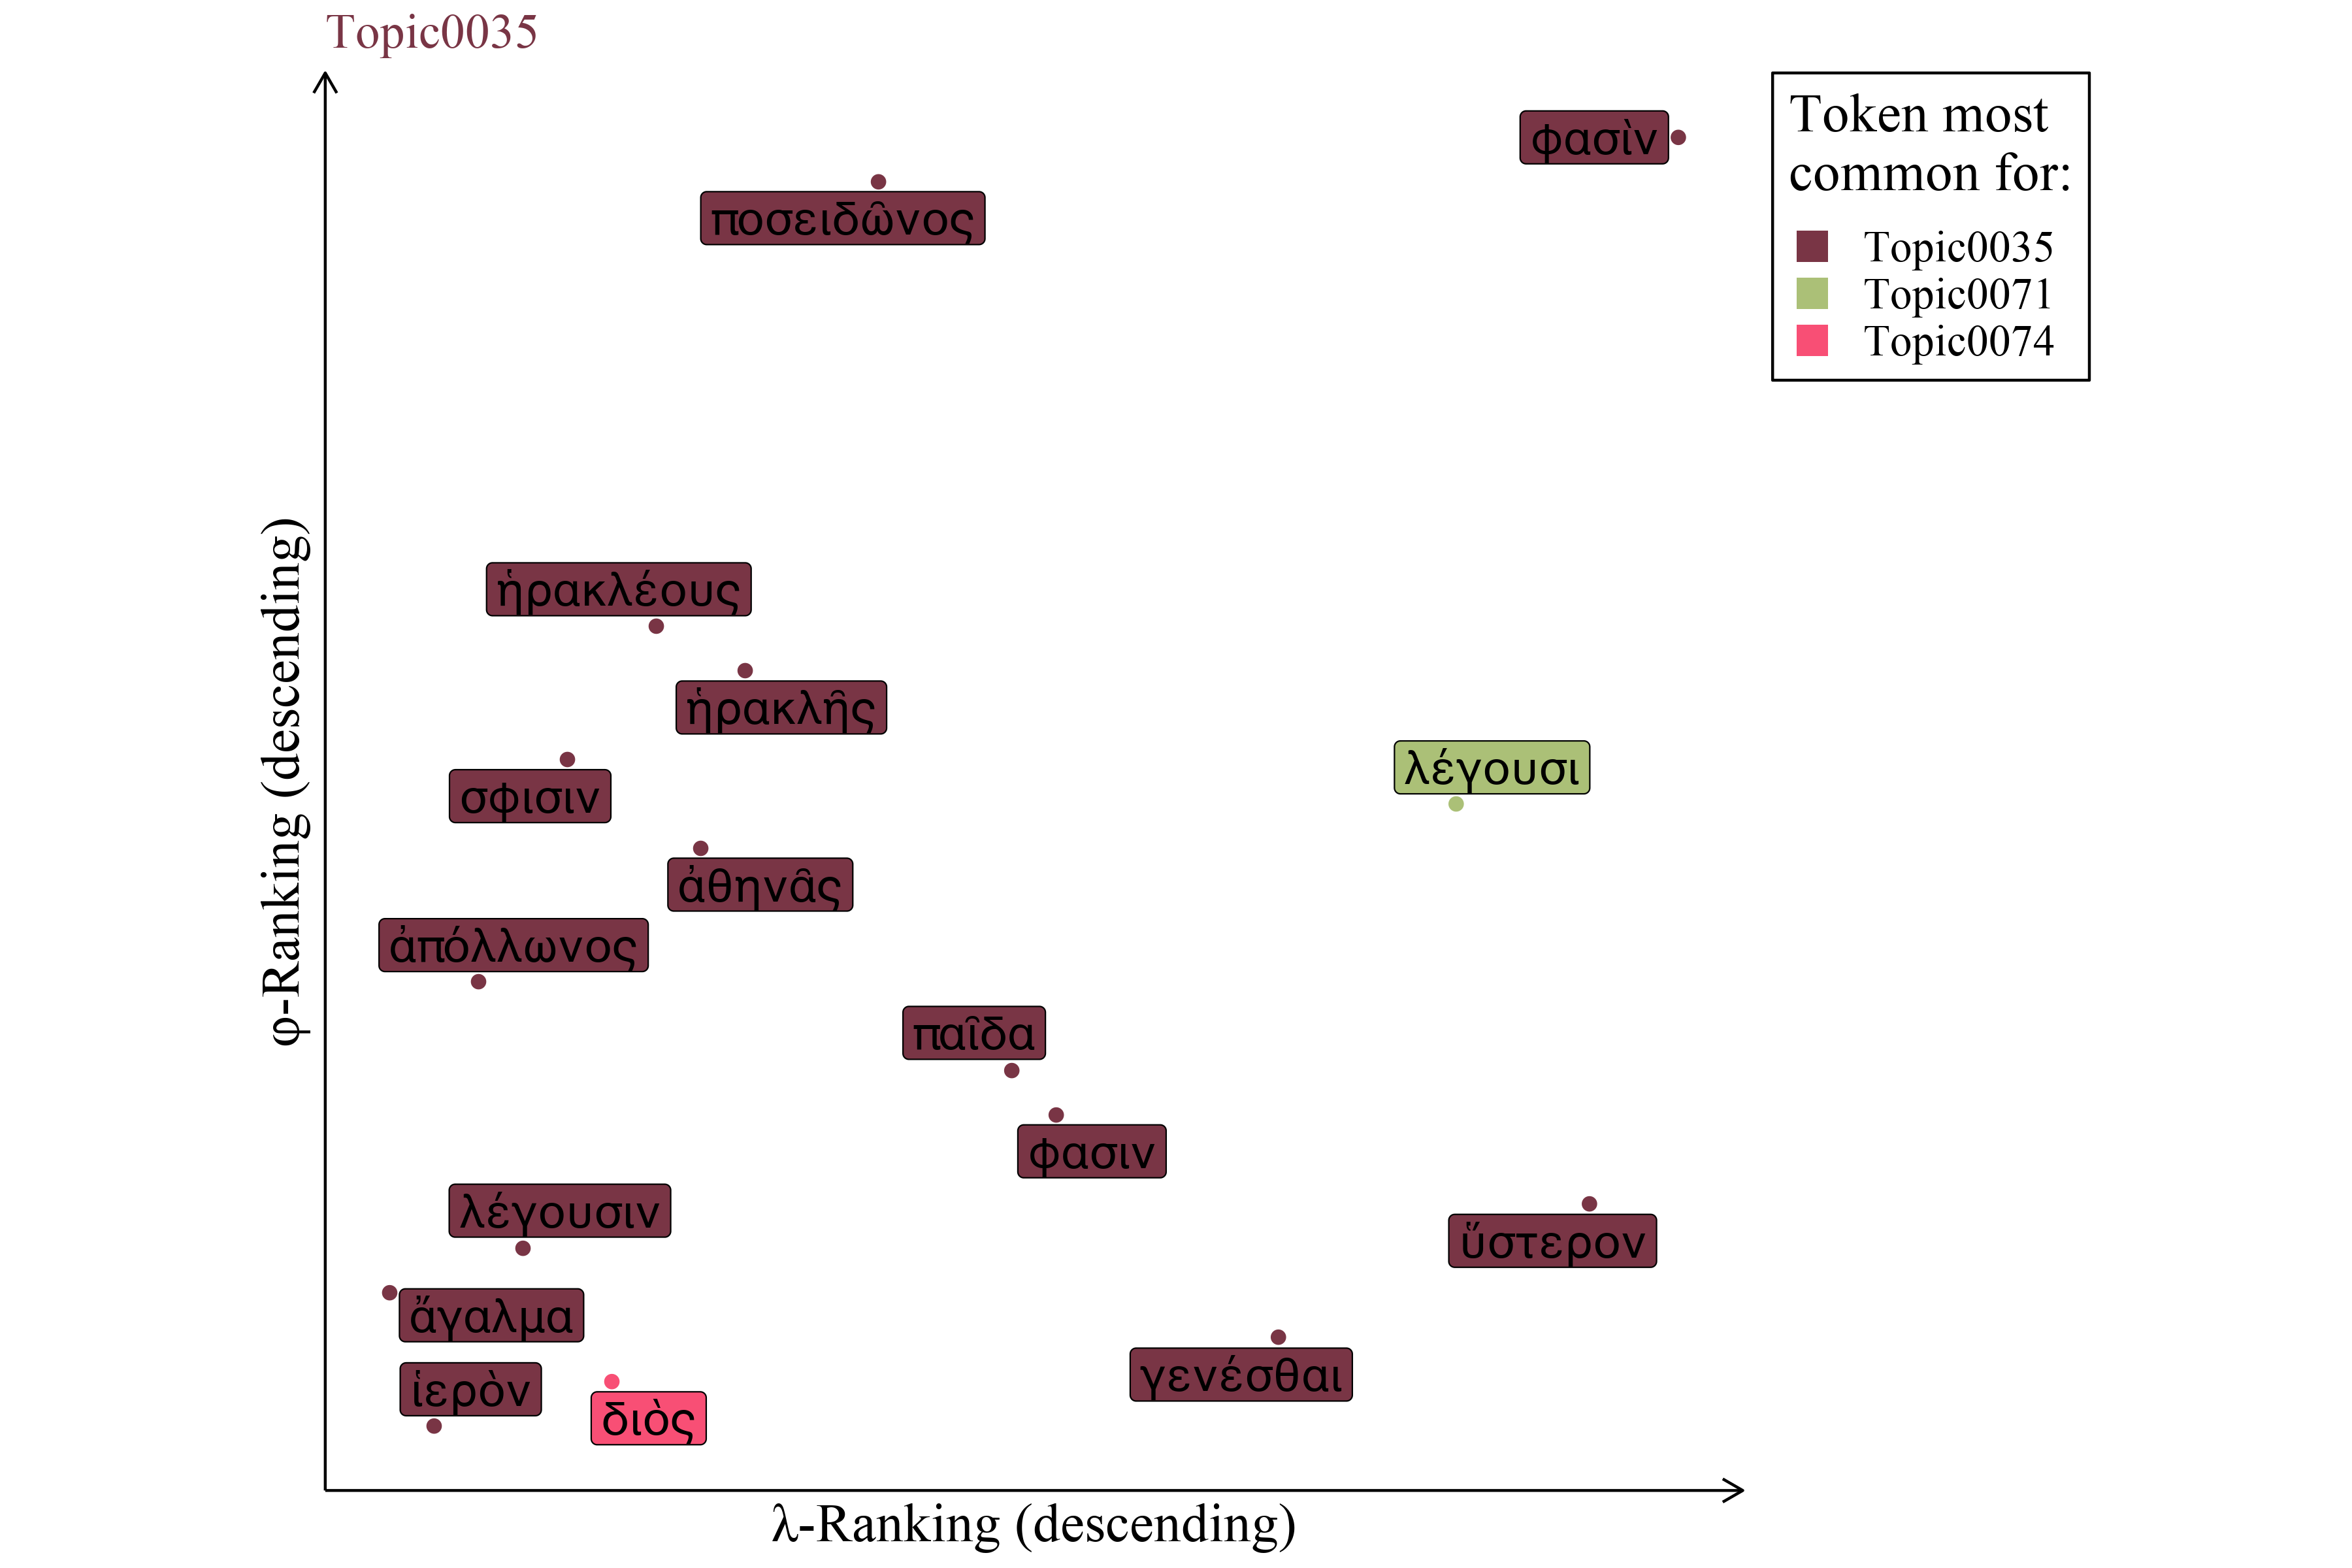 Topic0035
Token most
common for:
Topic0035
Topic0071
Topic0074
φασὶν
ποσειδῶνος
ἡρακλέους
ἡρακλῆς
σφισιν
λέγουσι
ἀθηνᾶς
ἀπόλλωνος
παῖδα
φασιν
λέγουσιν
ὕστερον
ἄγαλμα
γενέσθαι
ἱερὸν
διὸς
φ-Ranking (descending)
λ-Ranking (descending)